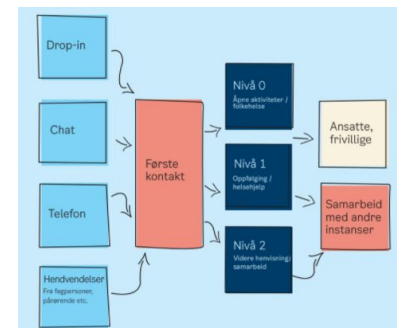 Drop-in
Chat
Telefon
Hendvendelser
Fra fagpersoner,
pårørende etc.
Første
kontakt
Nivå 0
Åpne aktiviteter /
folkehelse
Nivå 1
Oppfølging /
helsehjelp
Nivå 2
Videre henvisning/
samarbeid
Ansatte,
frivillige
Samarbeid
med andre
instanser